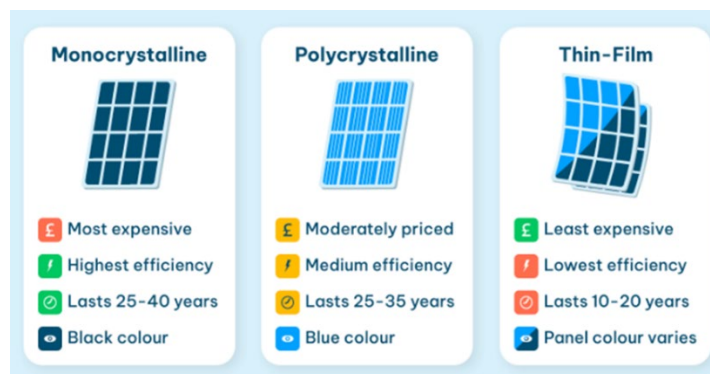 Monocrystalline
£ Most expensive
Highest efficiency
Lasts 25-40 years
Black colour
Polycrystalline
£ Moderately priced
Medium efficiency
Lasts 25-35 years
Blue colour
Thin-Film
£ Least expensive
Lowest efficiency
Lasts 10-20 years
Panel colour varies